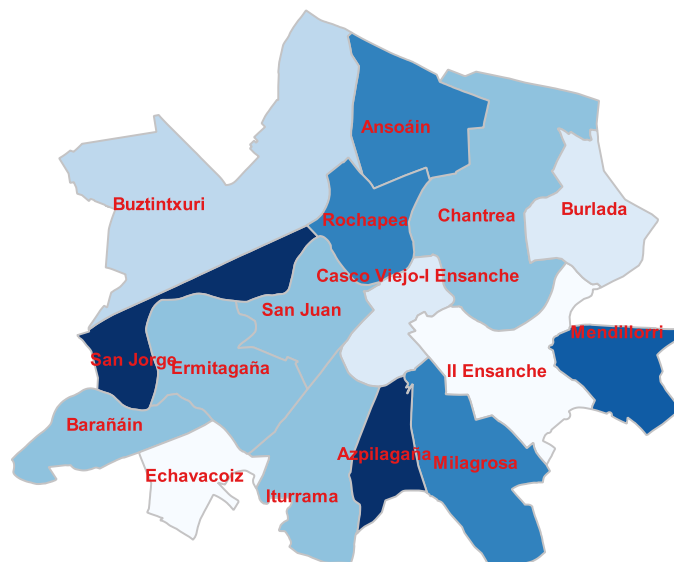 Ansoáin
Buztintxuri
Rochapea
Chantrea
Burlada
Casco Viejo-I Ensanche
San Juan
Mendillorri
San Jorge
Ermitagaña
II Ensanche
Barañáin
Azpilagaña
Milagrosa
Echavacoiz
Iturrama